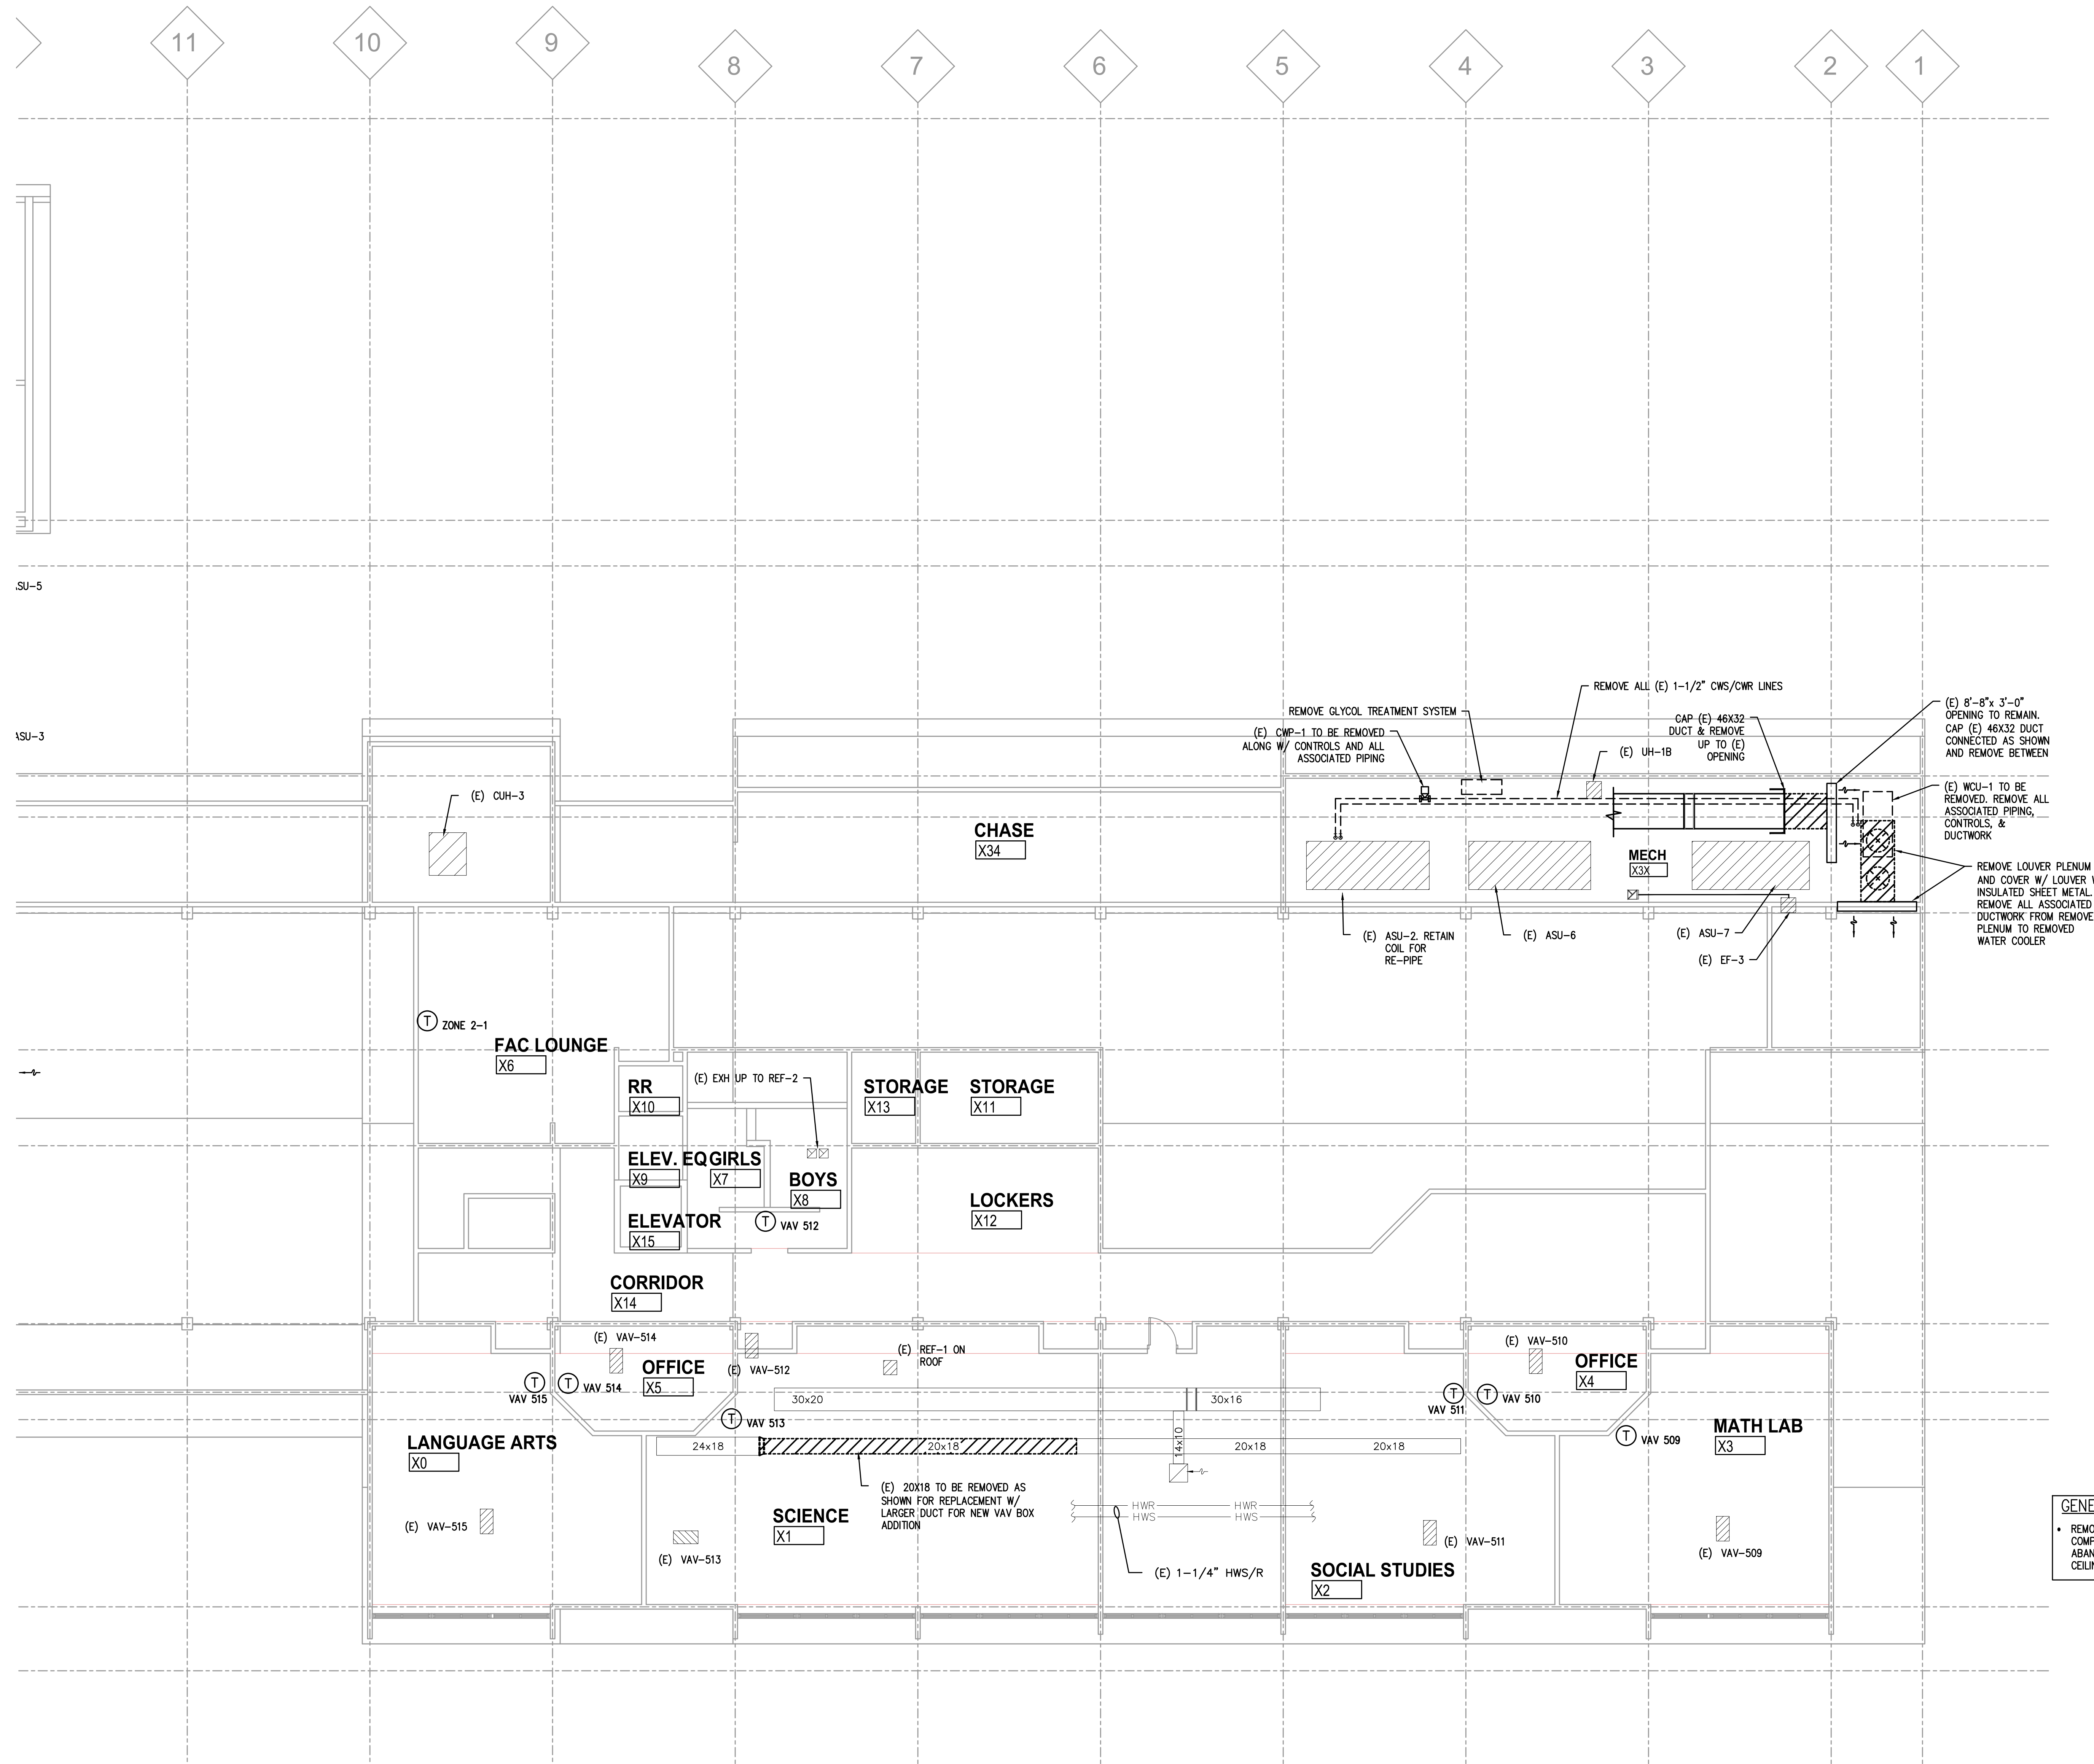 11
10
9
8
7
6
5
4
3
2
1
ASU-5
ASU-3
REMOVE ALL (E) 1-1/2" CWS/CWR LINES
REMOVE GLYCOL TREATMENT SYSTEM
(E) CWP-1 TO BE REMOVED
ALONG W/ CONTROLS AND ALL
ASSOCIATED PIPING
CAP (E) 46X32
DUCT & REMOVE
UP TO (E)
OPENING
(E) UH-1B
(E) 8'-8"x 3'-0"
OPENING TO REMAIN.
CAP (E) 46X32 DUCT
CONNECTED AS SHOWN
AND REMOVE BETWEEN
(E) WCU-1 TO BE
REMOVED. REMOVE ALL
ASSOCIATED PIPING,
CONTROLS, &
DUCTWORK
REMOVE LOUVER PLENUM
AND COVER W/ LOUVER W
INSULATED SHEET METAL.
REMOVE ALL ASSOCIATED
DUCTWORK FROM REMOVE
PLENUM TO REMOVED
WATER COOLER
(E) CUH-3
CHASE
X34
MECH
X3X
(E) ASU-2. RETAIN
COIL FOR
RE-PIPE
(E) ASU-6
(E) ASU-7
(E) EF-3
T ZONE 2-1
FAC LOUNGE
X6
RR
X10
(E) EXH UP TO REF-2
STORAGE
X13
STORAGE
X11
ELEV. EQ
X9
GIRLS
X7
BOYS
X8
LOCKERS
X12
ELEVATOR
X15
T VAV 512
CORRIDOR
X14
(E) VAV-514
OFFICE
X5
(E) VAV-512
(E) REF-1 ON
ROOF
(E) VAV-510
OFFICE
X4
T
VAV 515
T VAV 514
T VAV 513
30x20
30x16
T
VAV 511
T VAV 510
T VAV 509
MATH LAB
X3
LANGUAGE ARTS
X0
24x18
20x18
14x10
20x18
20x18
(E) 20X18 TO BE REMOVED AS
SHOWN FOR REPLACEMENT W/
LARGER DUCT FOR NEW VAV BOX
ADDITION
SCIENCE
X1
HWR
HWR
HWS
HWS
(E) VAV-515
(E) VAV-513
(E) 1-1/4" HWS/R
(E) VAV-511
SOCIAL STUDIES
X2
(E) VAV-509
GENE
• REMO
COMP
ABAN
CEILIN